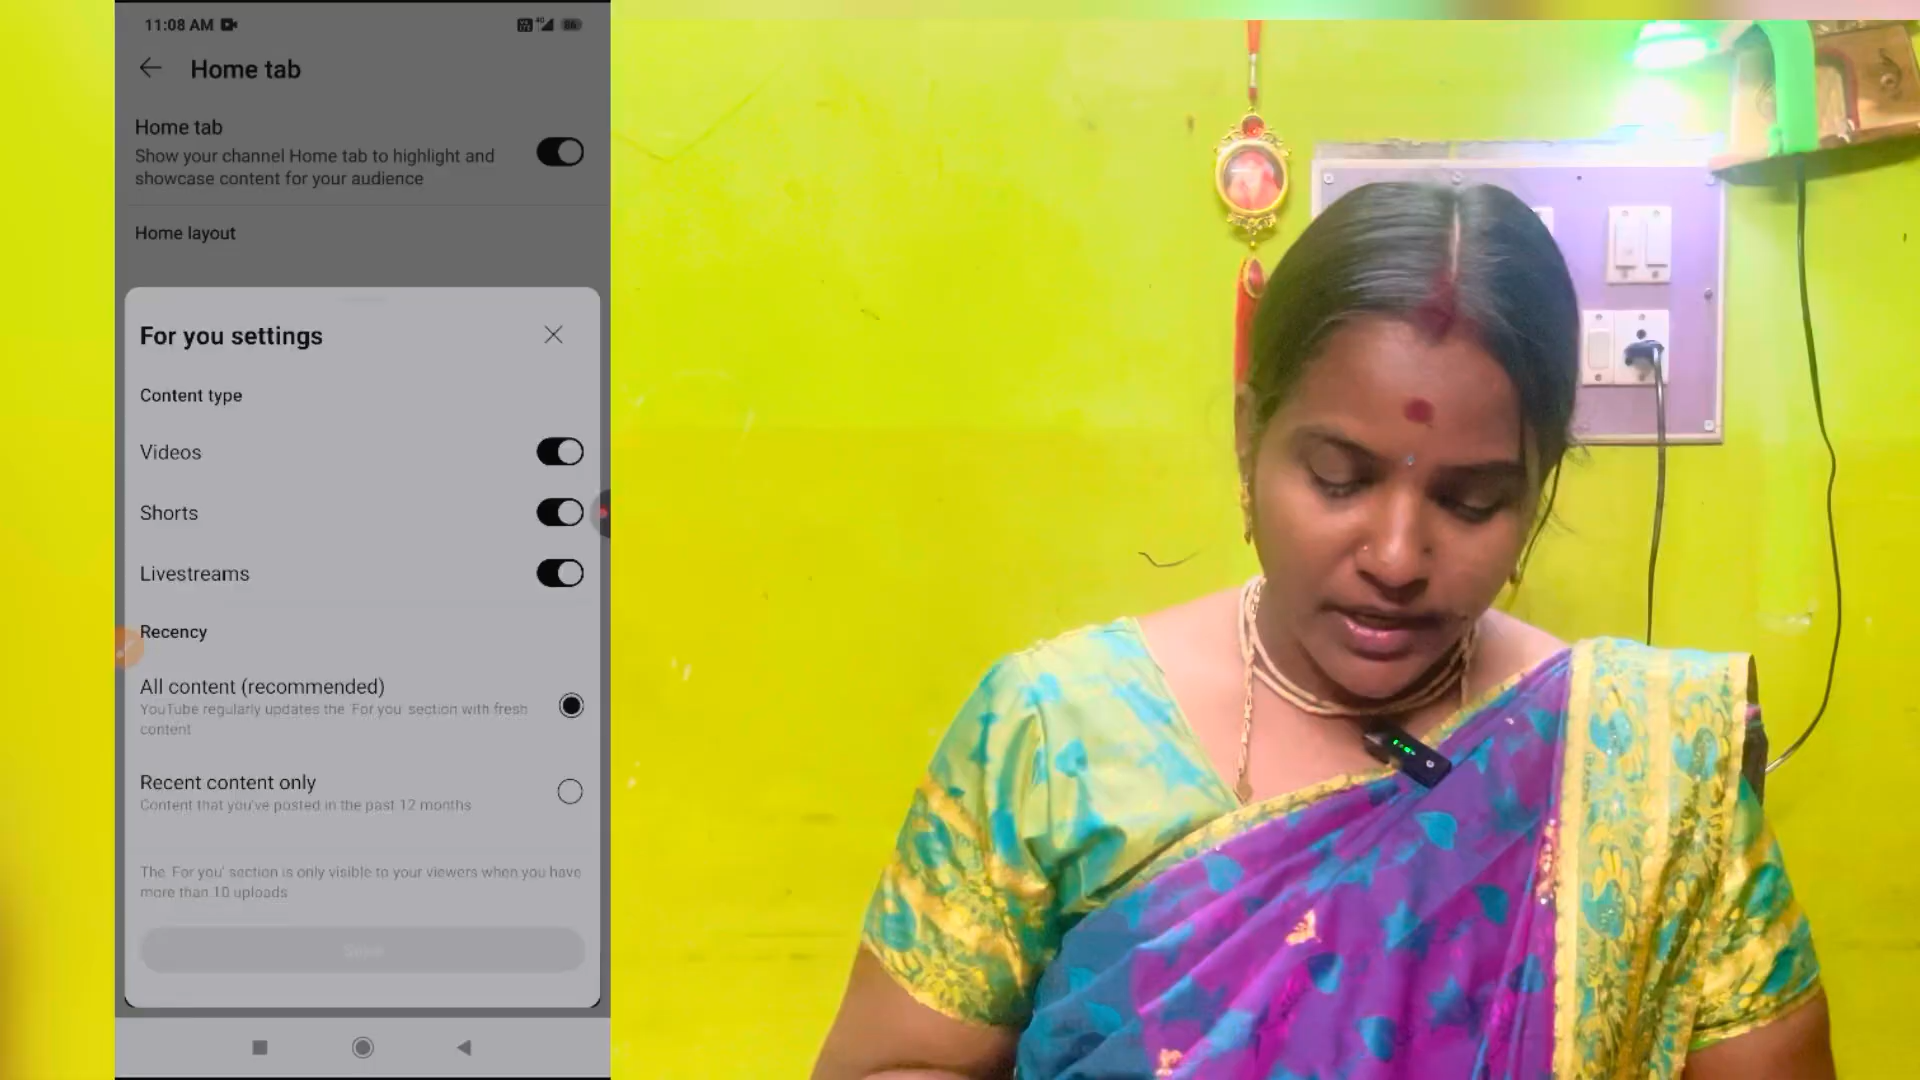 11:08 AM
Home tab
Home tab
Show your channel Home tab to highlight and
showcase content for your audience
Home layout
For you settings
Content type
Videos
Shorts
Livestreams
Recency
All content (recommended)
YouTube regularly updates the 'For you' section with fresh
content
Recent content only
Content that you've posted in the past 12 months
The 'For you' section is only visible to your viewers when you have
more than 10 uploads
Save